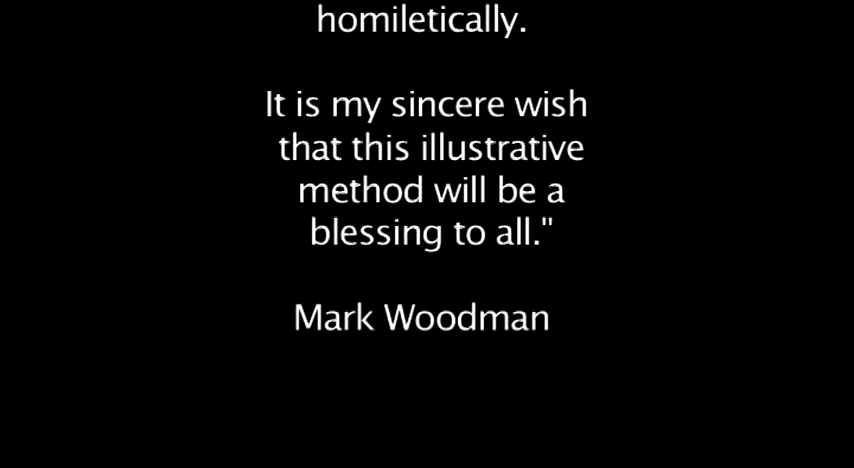 homiletically.
It is my sincere wish
that this illustrative
method will be a
blessing to all."
Mark Woodman